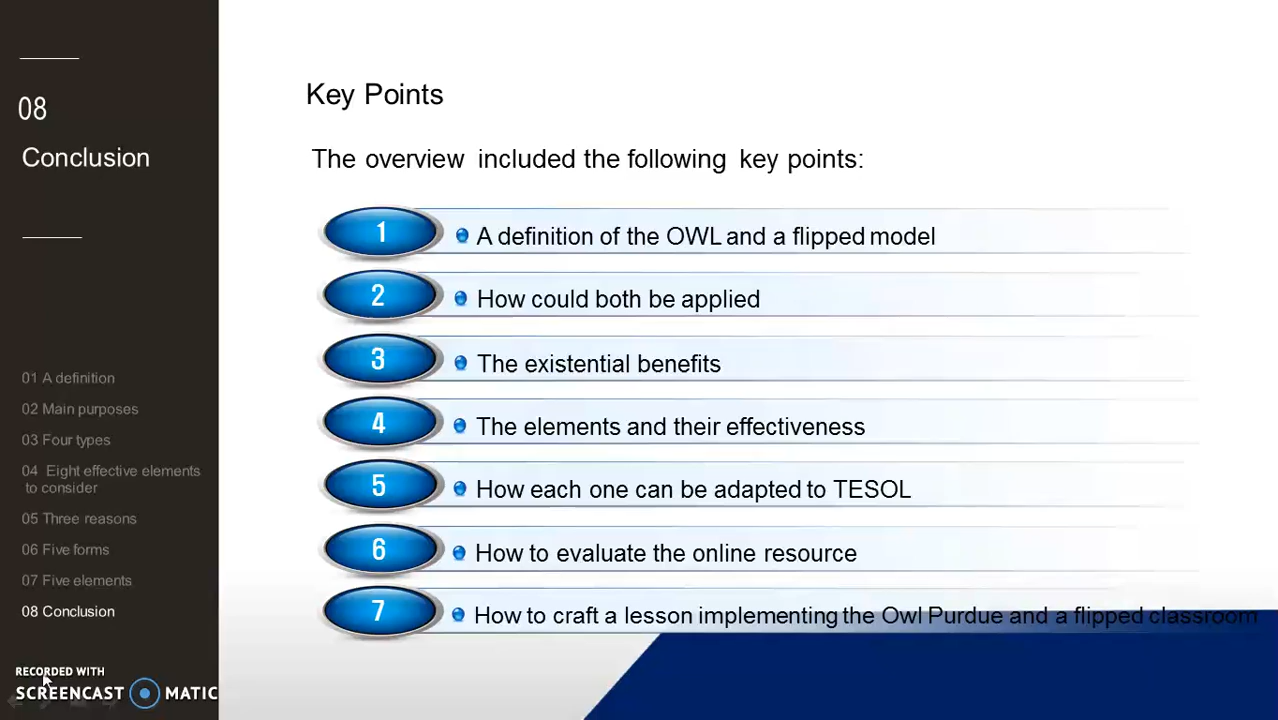 08
Conclusion
01 A definition
02 Main purposes
03 Four types
04 Eight effective elements
to consider
05 Three reasons
06 Five forms
07 Five elements
08 Conclusion
RECORDED WITH
SCREENCAST MATIC
Key Points
The overview included the following key points:
1 A definition of the OWL and a flipped model
2 How could both be applied
3 The existential benefits
4 The elements and their effectiveness
5 How each one can be adapted to TESOL
6 How to evaluate the online resource
7 How to craft a lesson implementing the Owl Purdue and a flipped classroom